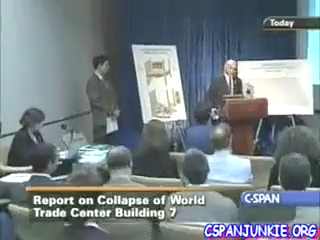 Today
Report on Collapse of World
Trade Center Building 7
C-SPAN
CSPANJUNKIE.ORG